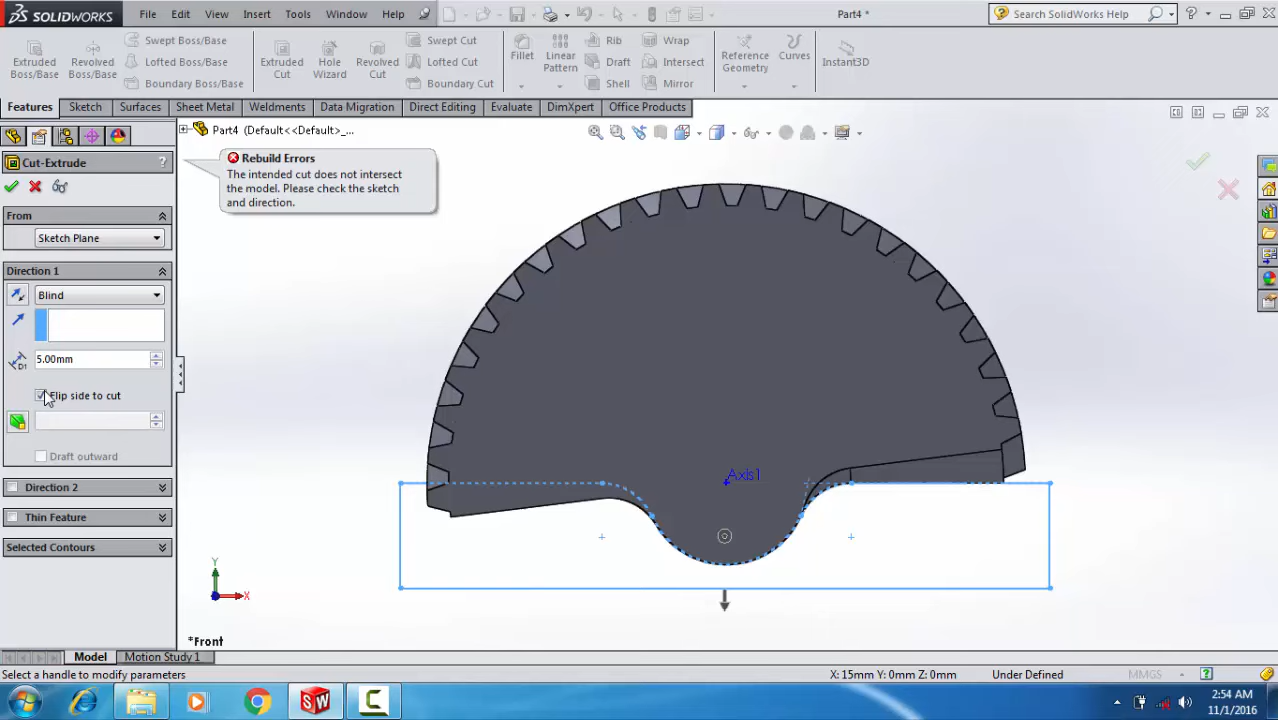 SOLIDWORKS File Edit View Insert Tools Window Help Part4 * Search SolidWorks Help
Extruded Boss/Base
Revolved Boss/Base
Swept Boss/Base
Lofted Boss/Base
Boundary Boss/Base
Extruded Cut
Hole Wizard
Revolved Cut
Swept Cut
Lofted Cut
Boundary Cut
Fillet
Linear Pattern
Rib
Draft
Shell
Wrap
Intersect
Mirror
Reference Geometry
Curves
Instant3D
Features Sketch Surfaces Sheet Metal Weldments Data Migration Direct Editing Evaluate DimXpert Office Products
Part4 (Default<<Default>_...
Cut-Extrude ?
Rebuild Errors
The intended cut does not intersect
the model. Please check the sketch
and direction.
From
Sketch Plane
Direction 1
Blind
D1
5.00mm
Flip side to cut
Draft outward
Direction 2
Thin Feature
Selected Contours
Axis1
Y
X
*Front
Model Motion Study 1
Select a handle to modify parameters X: 15mm Y: 0mm Z: 0mm Under Defined MMGS ?
SW
2:54 AM
11/1/2016